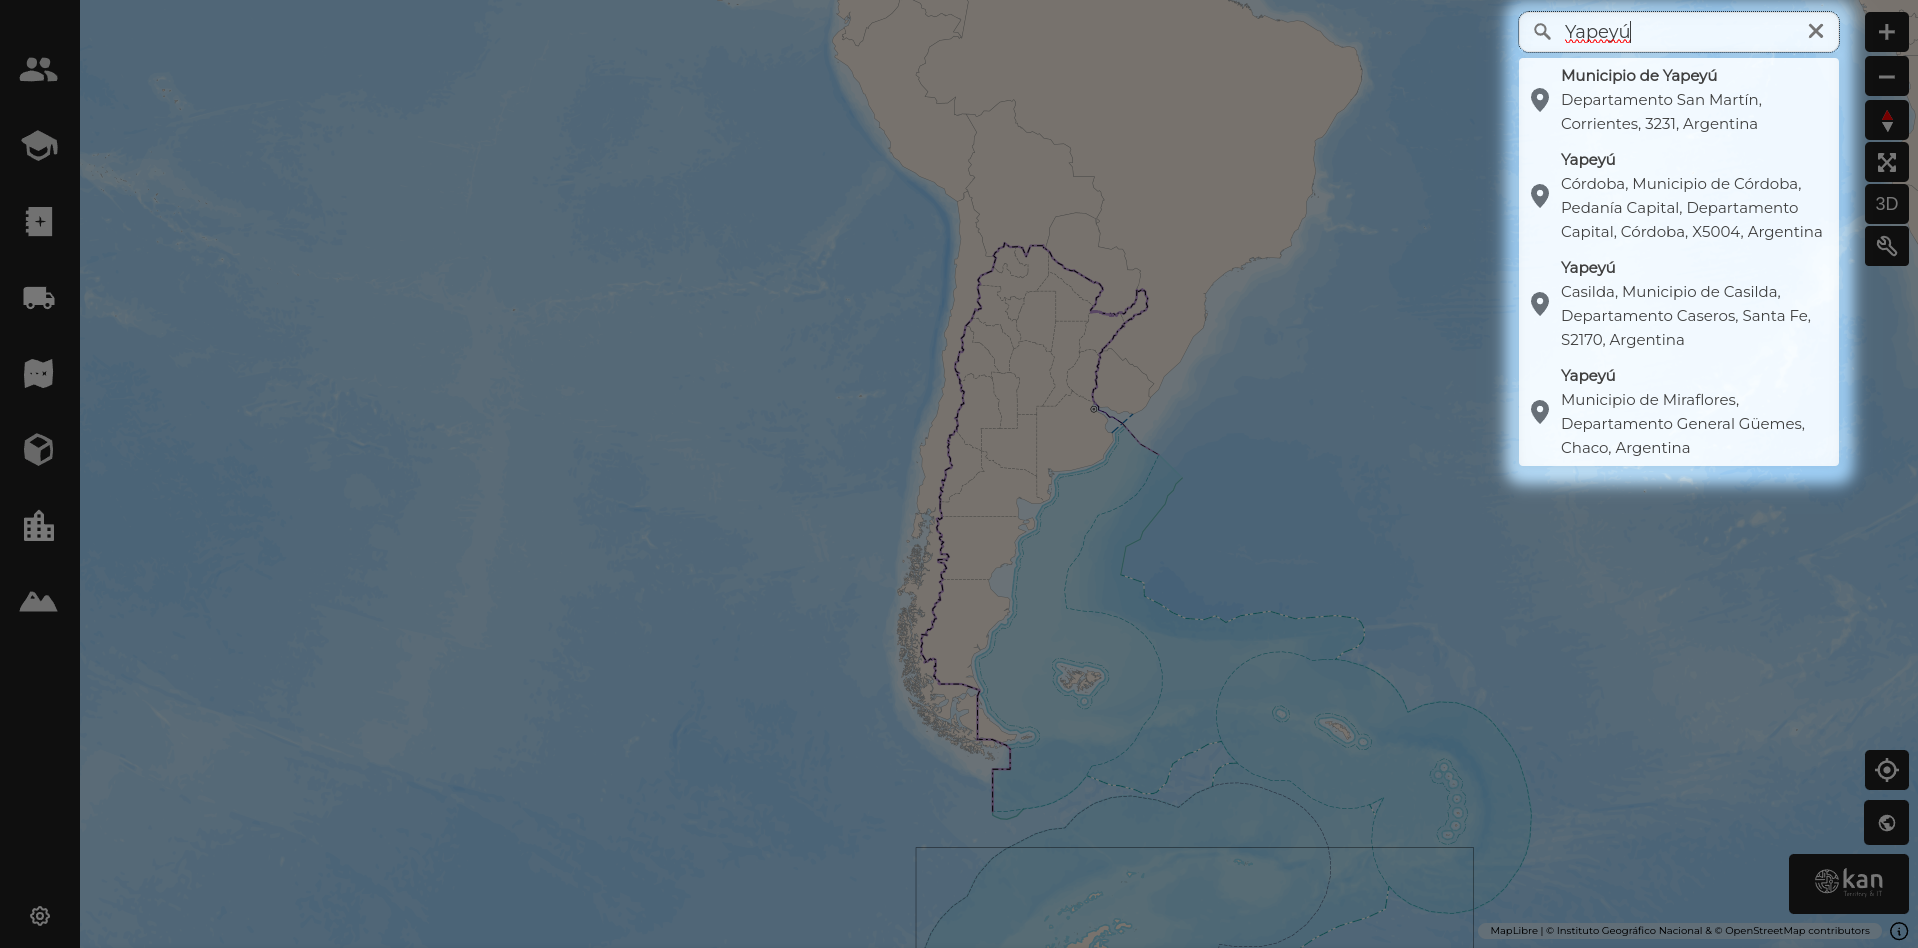 Yapeyú
Municipio de Yapeyú
Departamento San Martín,
Corrientes, 3231, Argentina
Yapeyú
Córdoba, Municipio de Córdoba,
Pedanía Capital, Departamento
Capital, Córdoba, X5004, Argentina
Yapeyú
Casilda, Municipio de Casilda,
Departamento Caseros, Santa Fe,
S2170, Argentina
Yapeyú
Municipio de Miraflores,
Departamento General Güemes,
Chaco, Argentina
3D
kan
Territory & IT
MapLibre | © Instituto Geográfico Nacional & © OpenStreetMap contributors